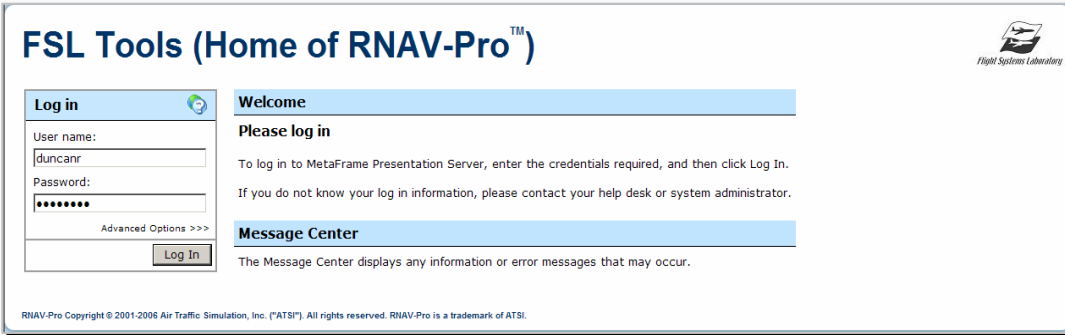 FSL Tools (Home of RNAV-Pro™)
Flight Systems Laboratory
Log in
User name:
duncanr
Password:
••••••••
Advanced Options >>>
Log In
Welcome
Please log in
To log in to MetaFrame Presentation Server, enter the credentials required, and then click Log In.
If you do not know your log in information, please contact your help desk or system administrator.
Message Center
The Message Center displays any information or error messages that may occur.
RNAV-Pro Copyright © 2001-2006 Air Traffic Simulation, Inc. ("ATSI"). All rights reserved. RNAV-Pro is a trademark of ATSI.